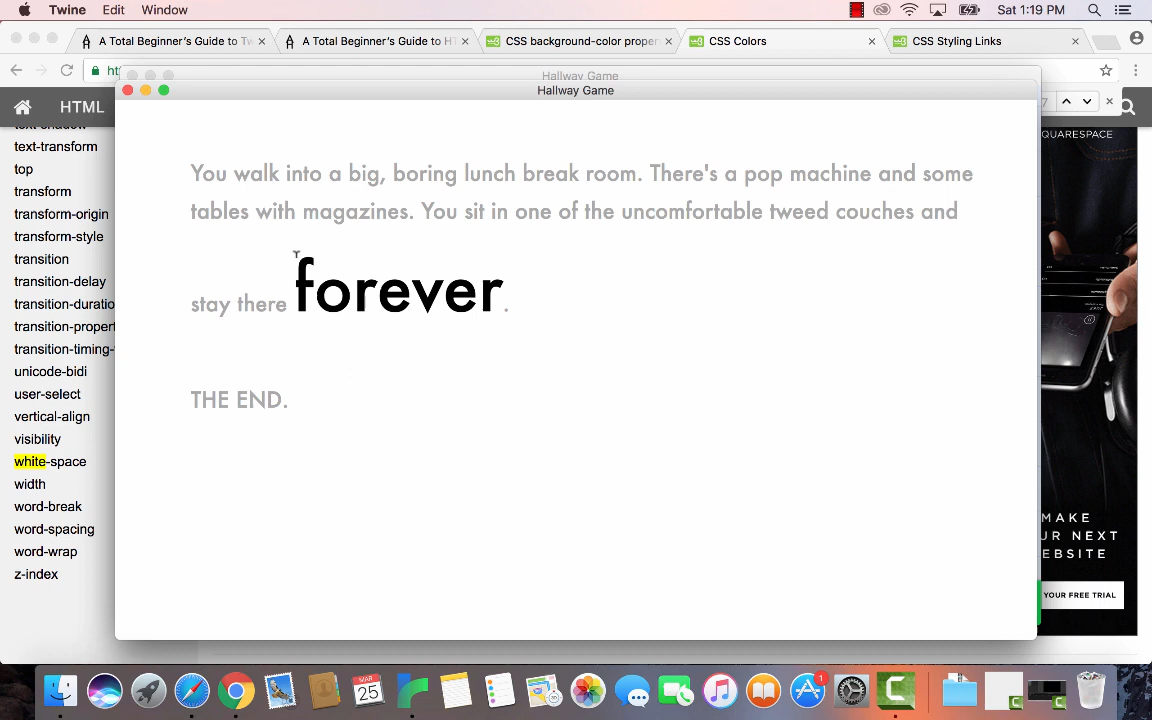 Twine Edit Window Sat 1:19 PM
A Total Beginner's Guide to Tw
A Total Beginner's Guide to HT
CSS background-color proper
CSS Colors
CSS Styling Links
Hallway Game
Hallway Game
HTML
text-transform
top
transform
transform-origin
transform-style
transition
transition-delay
transition-duratio
transition-propert
transition-timing-
unicode-bidi
user-select
vertical-align
visibility
white-space
width
word-break
word-spacing
word-wrap
z-index
You walk into a big, boring lunch break room. There's a pop machine and some
tables with magazines. You sit in one of the uncomfortable tweed couches and
stay there forever.
THE END.
QUARESPACE
MAKE
UR NEXT
EBSITE
YOUR FREE TRIAL
MAR
25
1